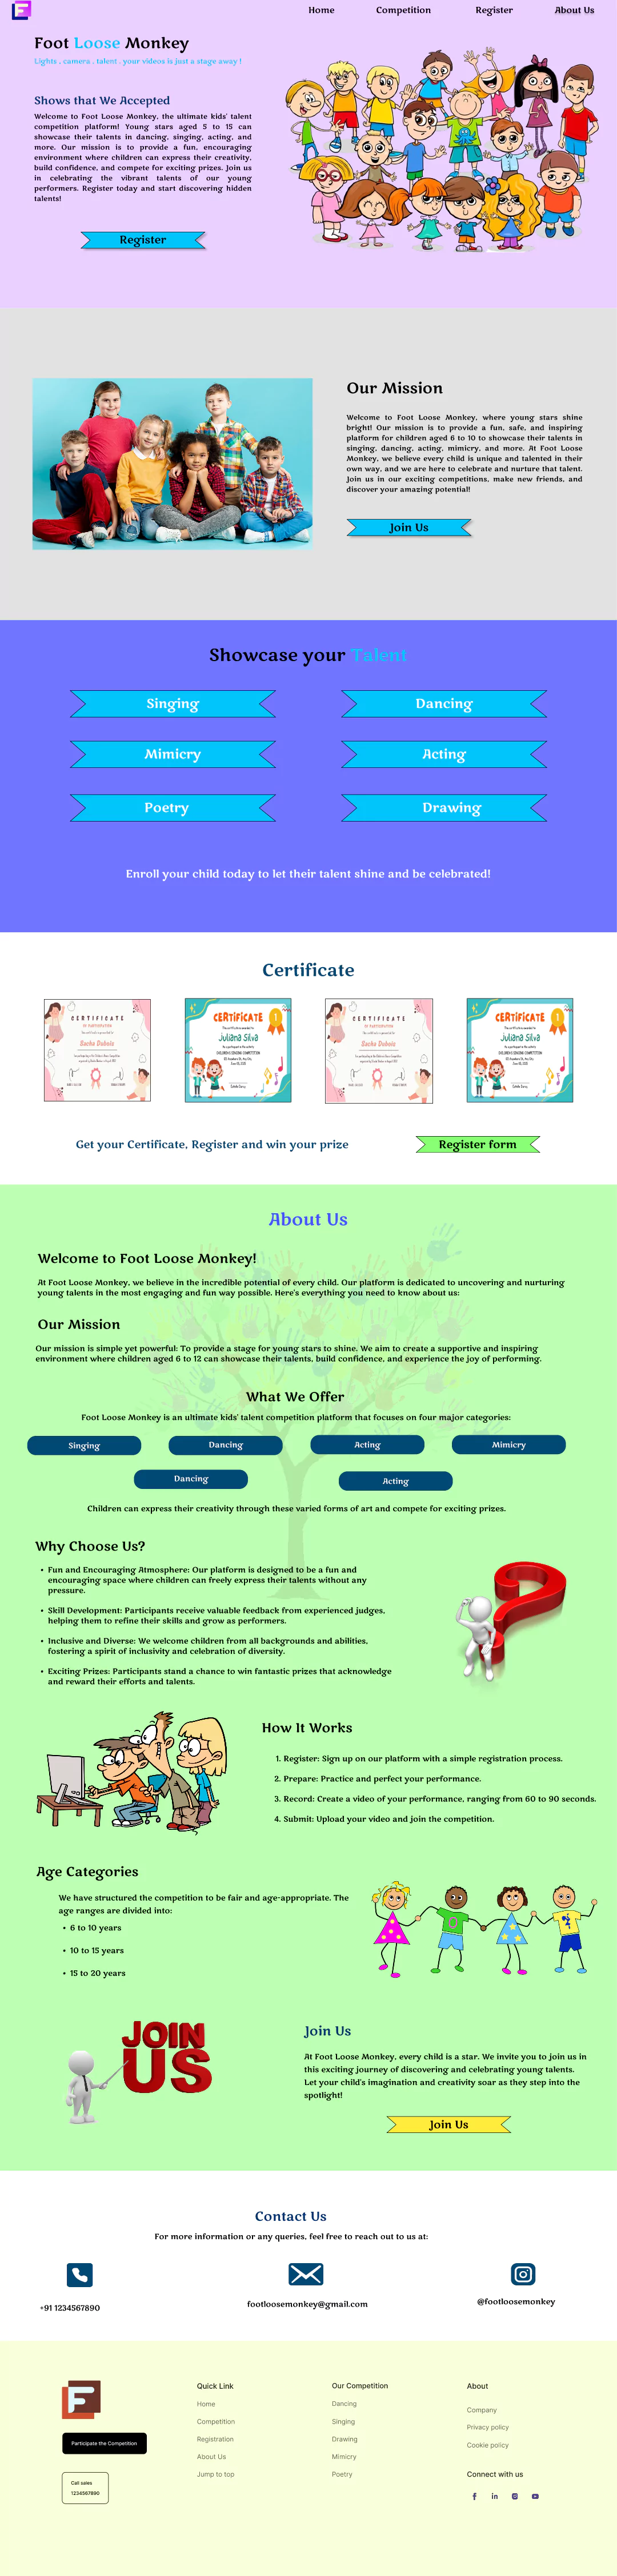 Home Competition Register About Us
Foot Loose Monkey
Lights , camera , talent . your videos is just a stage away !
Shows that We Accepted
Welcome to Foot Loose Monkey, the ultimate kids' talent
competition platform! Young stars aged 5 to 15 can
showcase their talents in dancing, singing, acting, and
more. Our mission is to provide a fun, encouraging
environment where children can express their creativity,
build confidence, and compete for exciting prizes. Join us
in celebrating the vibrant talents of our young
performers. Register today and start discovering hidden
talents!
Register
Our Mission
Welcome to Foot Loose Monkey, where young stars shine
bright! Our mission is to provide a fun, safe, and inspiring
platform for children aged 6 to 10 to showcase their talents in
singing, dancing, acting, mimicry, and more. At Foot Loose
Monkey, we believe every child is unique and talented in their
own way, and we are here to celebrate and nurture that talent.
Join us in our exciting competitions, make new friends, and
discover your amazing potential!
Join Us
Showcase your Talent
Singing Dancing
Mimicry Acting
Poetry Drawing
Enroll your child today to let their talent shine and be celebrated!
Certificate
CERTIFICATE
Sacha Dubois
CERTIFICATE
Juliana Silva
CERTIFICATE
Sacha Dubois
CERTIFICATE
Juliana Silva
Get your Certificate, Register and win your prize
Register form
About Us
Welcome to Foot Loose Monkey!
At Foot Loose Monkey, we believe in the incredible potential of every child. Our platform is dedicated to uncovering and nurturing
young talents in the most engaging and fun way possible. Here's everything you need to know about us:
Our Mission
Our mission is simple yet powerful: To provide a stage for young stars to shine. We aim to create a supportive and inspiring
environment where children aged 6 to 12 can showcase their talents, build confidence, and experience the joy of performing.
What We Offer
Foot Loose Monkey is an ultimate kids' talent competition platform that focuses on four major categories:
Singing Dancing Acting Mimicry
Dancing Acting
Children can express their creativity through these varied forms of art and compete for exciting prizes.
Why Choose Us?
• Fun and Encouraging Atmosphere: Our platform is designed to be a fun and
encouraging space where children can freely express their talents without any
pressure.
• Skill Development: Participants receive valuable feedback from experienced judges,
helping them to refine their skills and grow as performers.
• Inclusive and Diverse: We welcome children from all backgrounds and abilities,
fostering a spirit of inclusivity and celebration of diversity.
• Exciting Prizes: Participants stand a chance to win fantastic prizes that acknowledge
and reward their efforts and talents.
How It Works
1. Register: Sign up on our platform with a simple registration process.
2. Prepare: Practice and perfect your performance.
3. Record: Create a video of your performance, ranging from 60 to 90 seconds.
4. Submit: Upload your video and join the competition.
Age Categories
We have structured the competition to be fair and age-appropriate. The
age ranges are divided into:
• 6 to 10 years
• 10 to 15 years
• 15 to 20 years
JOIN
US
Join Us
At Foot Loose Monkey, every child is a star. We invite you to join us in
this exciting journey of discovering and celebrating young talents.
Let your child's imagination and creativity soar as they step into the
spotlight!
Join Us
Contact Us
For more information or any queries, feel free to reach out to us at:
+91 1234567890
footloosemonkey@gmail.com
@footloosemonkey
F
Participate the Competition
Call sales
1234567890
Quick Link
Home
Competition
Registration
About Us
Jump to top
Our Competition
Dancing
Singing
Drawing
Mimicry
Poetry
About
Company
Privacy policy
Cookie policy
Connect with us